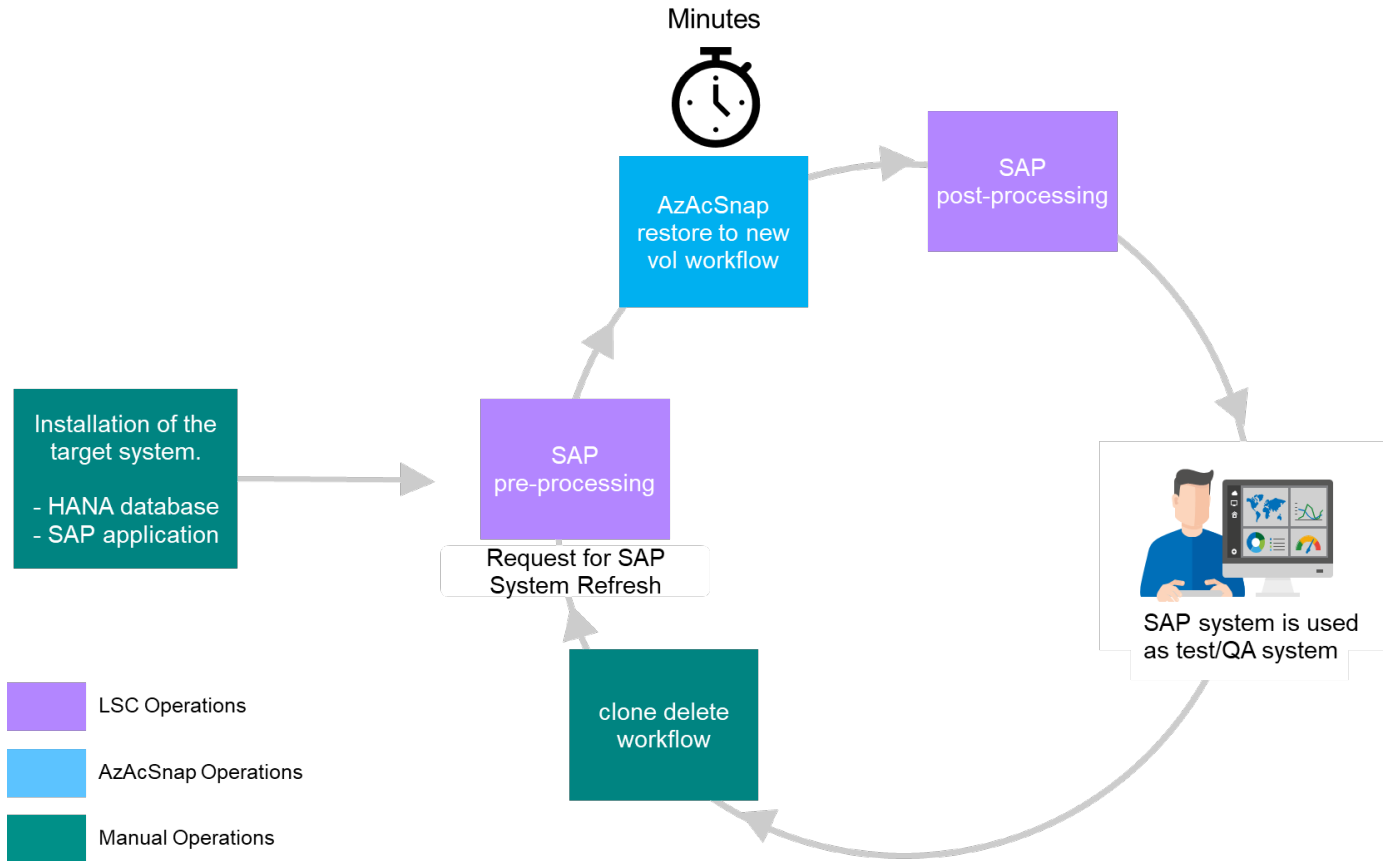 Minutes
AzAcSnap
restore to new
vol workflow
SAP
post-processing
Installation of the
target system.
- HANA database
- SAP application
SAP
pre-processing
Request for SAP
System Refresh
SAP system is used
as test/QA system
clone delete
workflow
LSC Operations
AzAcSnap Operations
Manual Operations